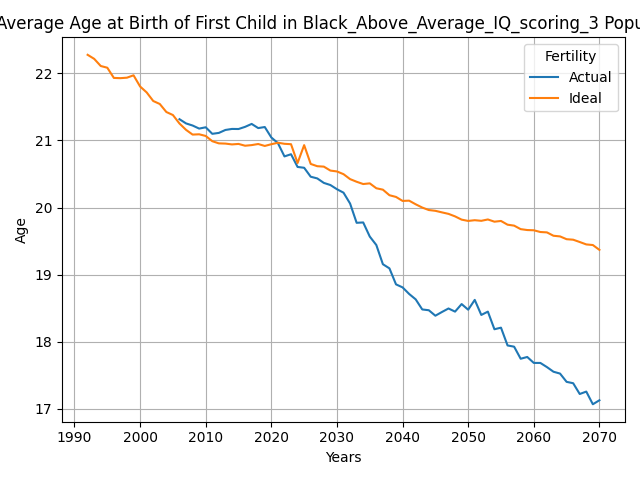 Average Age at Birth of First Child in Black_Above_Average_IQ_scoring_3 Popu
Fertility
Actual
Ideal
22
21
20
19
18
17
Age
1990 2000 2010 2020 2030 2040 2050 2060 2070
Years